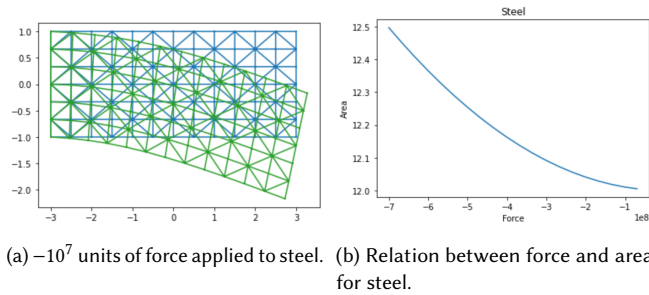 1.0
0.5
0.0
−0.5
−1.0
−1.5
−2.0
−3 −2 −1 0 1 2 3
Steel
12.5
12.4
12.3
12.2
12.1
12.0
Area
−7 −6 −5 −4 −3 −2 −1
Force
1e8
(a) −10⁷ units of force applied to steel.
(b) Relation between force and area
for steel.